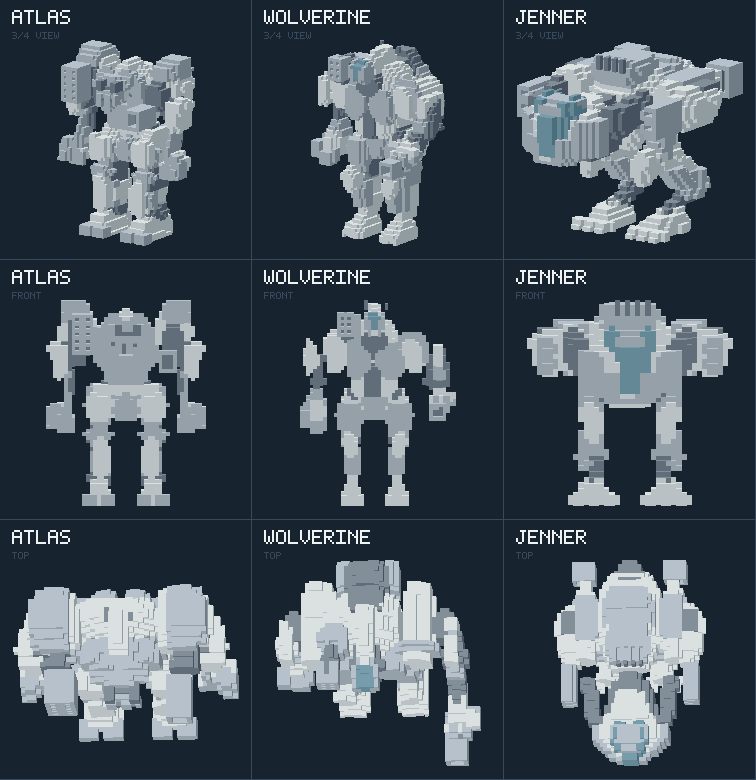 ATLAS
3/4 VIEW
WOLVERINE
3/4 VIEW
JENNER
3/4 VIEW
ATLAS
FRONT
WOLVERINE
FRONT
JENNER
FRONT
ATLAS
TOP
WOLVERINE
TOP
JENNER
TOP